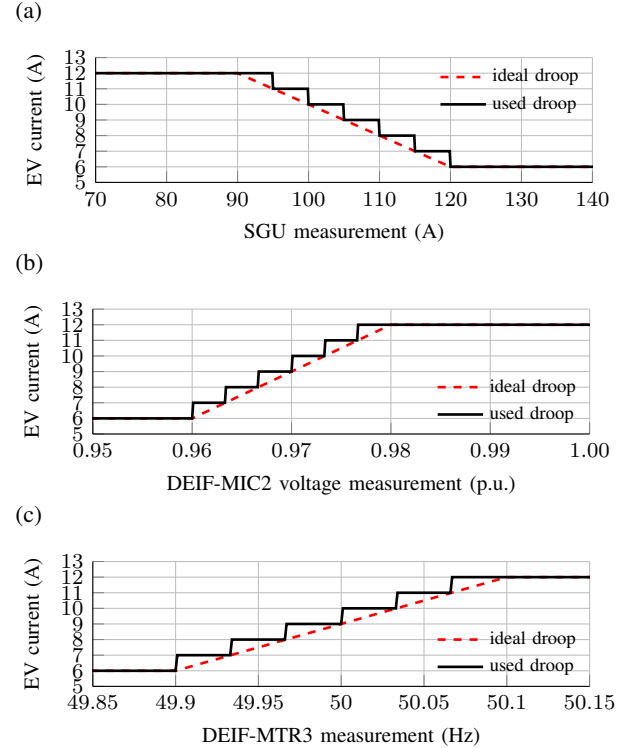 (a)
13
12
11
10
9
8
7
6
5
EV current (A)
ideal droop
used droop
70 80 90 100 110 120 130 140
SGU measurement (A)
(b)
13
12
11
10
9
8
7
6
5
EV current (A)
ideal droop
used droop
0.95 0.96 0.97 0.98 0.99 1.00
DEIF-MIC2 voltage measurement (p.u.)
(c)
13
12
11
10
9
8
7
6
5
EV current (A)
ideal droop
used droop
49.85 49.9 49.95 50 50.05 50.1 50.15
DEIF-MTR3 measurement (Hz)